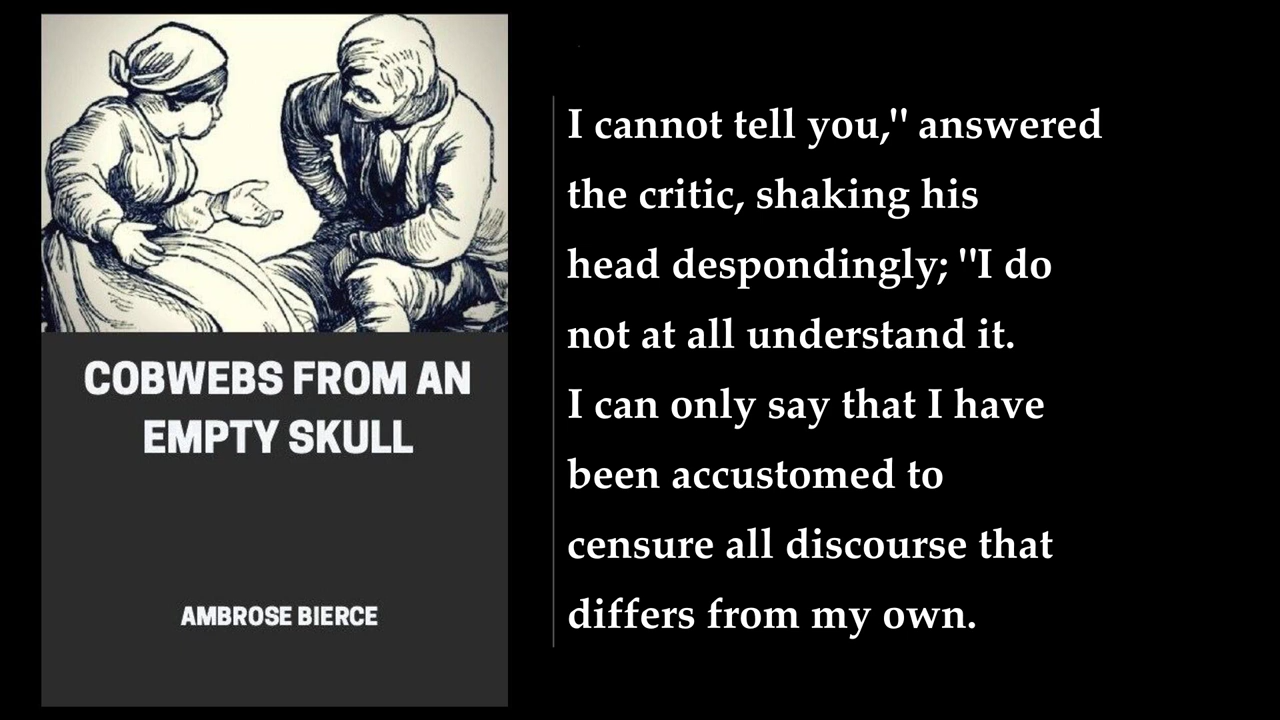 COBWEBS FROM AN
EMPTY SKULL
AMBROSE BIERCE
I cannot tell you," answered
the critic, shaking his
head despondingly; "I do
not at all understand it.
I can only say that I have
been accustomed to
censure all discourse that
differs from my own.